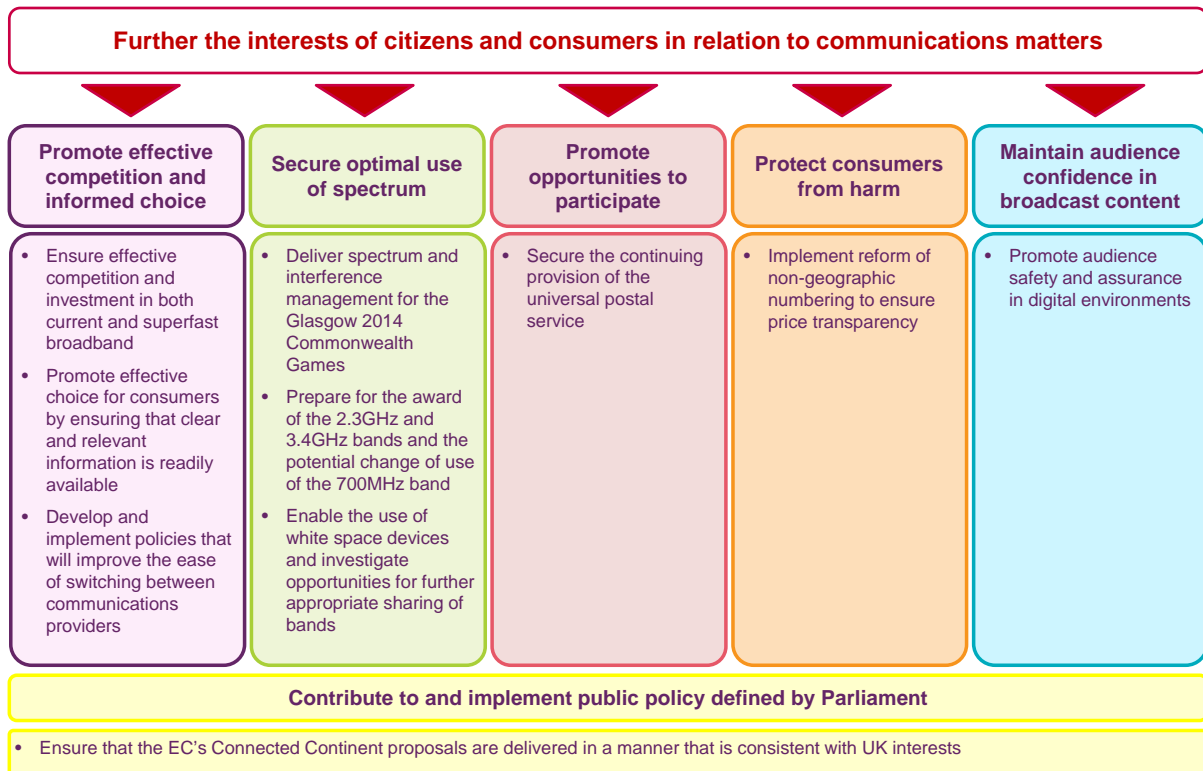 Further the interests of citizens and consumers in relation to communications matters
Promote effective
competition and
informed choice
Secure optimal use
of spectrum
Promote
opportunities to
participate
Protect consumers
from harm
Maintain audience
confidence in
broadcast content
• Ensure effective
competition and
investment in both
current and superfast
broadband
• Promote effective
choice for consumers
by ensuring that clear
and relevant
information is readily
available
• Develop and
implement policies that
will improve the ease
of switching between
communications
providers
• Deliver spectrum and
interference
management for the
Glasgow 2014
Commonwealth
Games
• Prepare for the award
of the 2.3GHz and
3.4GHz bands and the
potential change of use
of the 700MHz band
• Enable the use of
white space devices
and investigate
opportunities for further
appropriate sharing of
bands
• Secure the continuing
provision of the
universal postal
service
• Implement reform of
non-geographic
numbering to ensure
price transparency
• Promote audience
safety and assurance
in digital environments
Contribute to and implement public policy defined by Parliament
• Ensure that the EC's Connected Continent proposals are delivered in a manner that is consistent with UK interests